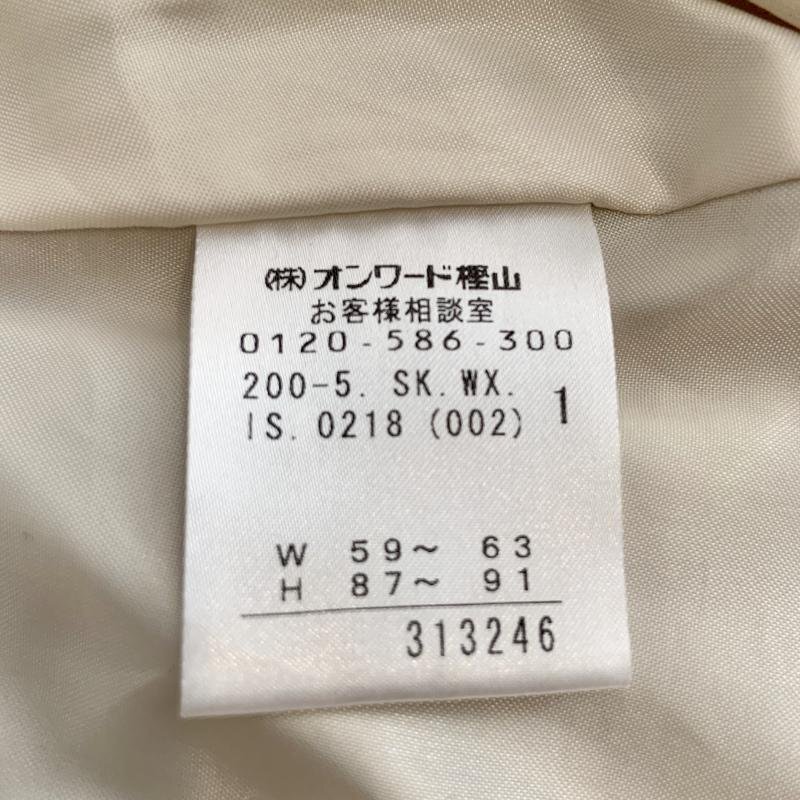 (株)オンワード樫山
お客様相談室
0120-586-300
200-5. SK.WX.
IS. 0218 (002) 1
W 59〜 63
H 87〜 91
313246